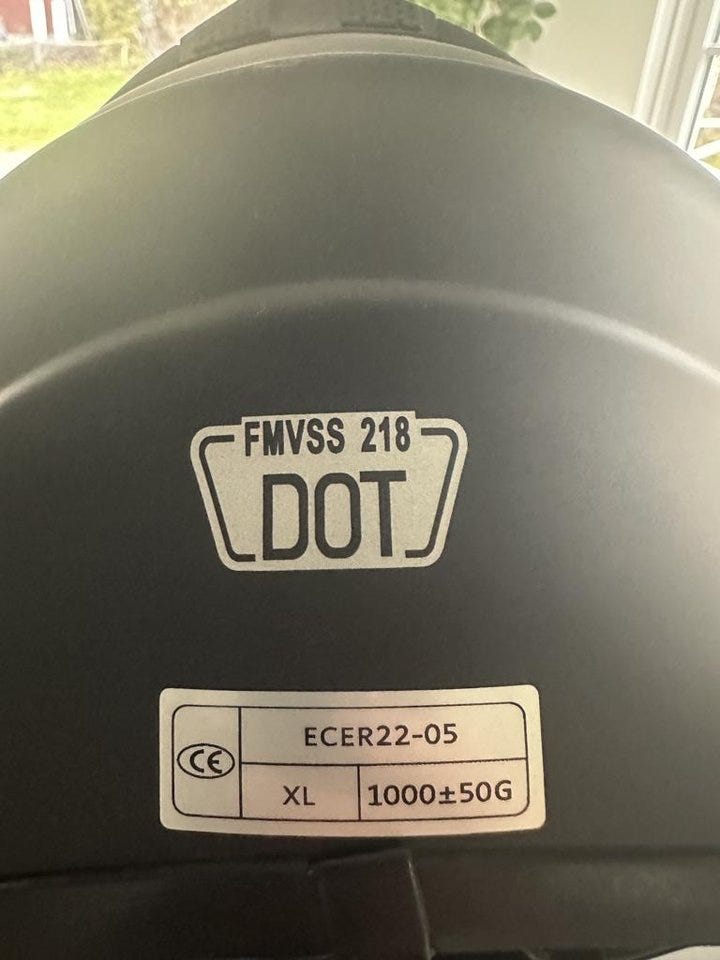 FMVSS 218
DOT
CE
ECER22-05
XL
1000±50G